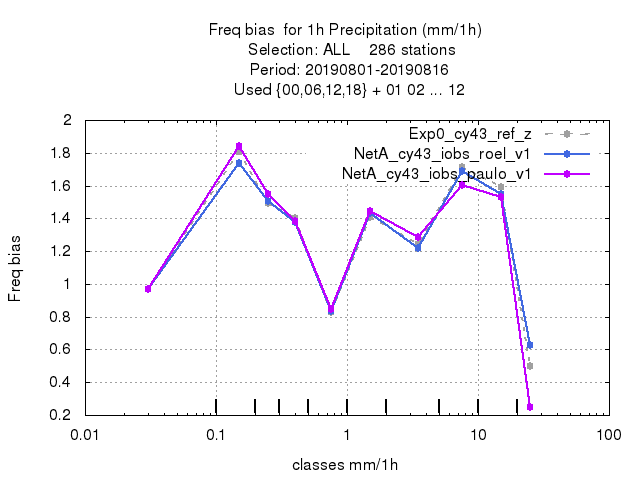 Freq bias  for 1h Precipitation (mm/1h)
Selection: ALL    286 stations
Period: 20190801-20190816
Used {00,06,12,18} + 01 02 ... 12
Exp0_cy43_ref_z
NetA_cy43_iobs_roel_v1
NetA_cy43_iobs_paulo_v1
2
1.8
1.6
1.4
1.2
1
0.8
0.6
0.4
0.2
Freq bias
0.01 0.1 1 10 100
classes mm/1h